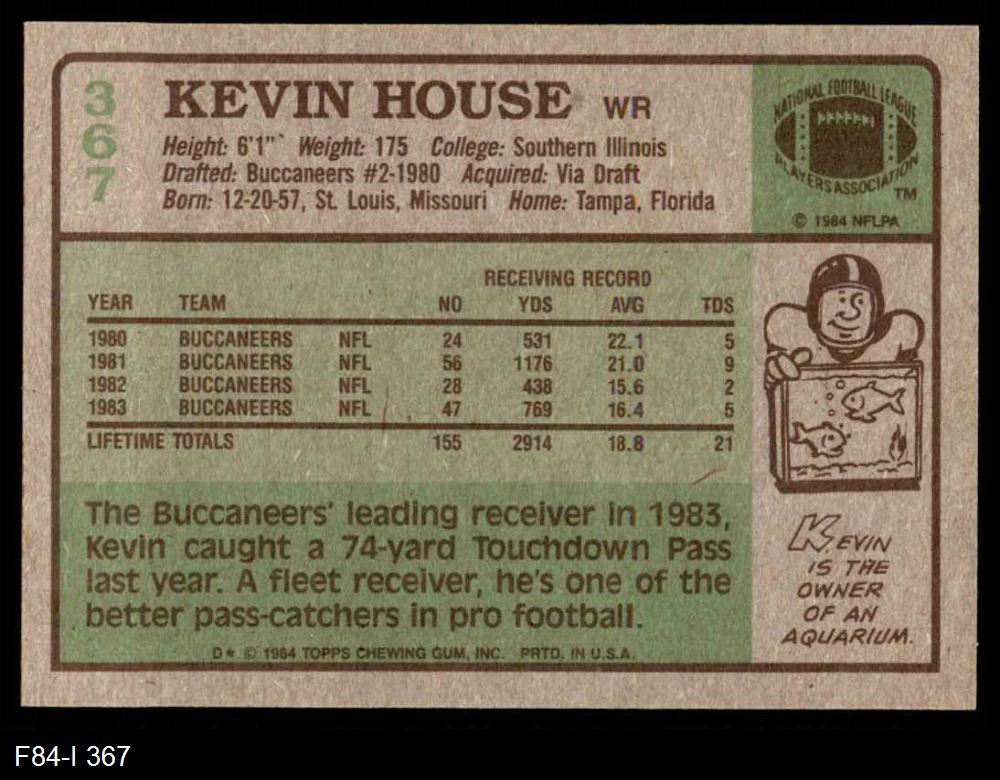 367
KEVIN HOUSE WR
Height: 6'1" Weight: 175 College: Southern Illinois
Drafted: Buccaneers #2-1980 Acquired: Via Draft
Born: 12-20-57, St. Louis, Missouri Home: Tampa, Florida
NATIONAL FOOTBALL LEAGUE
PLAYERS ASSOCIATION
TM
© 1984 NFLPA
RECEIVING RECORD
YEAR TEAM NO YDS AVG TDS
1980 BUCCANEERS NFL 24 531 22.1 5
1981 BUCCANEERS NFL 56 1176 21.0 9
1982 BUCCANEERS NFL 28 438 15.6 2
1983 BUCCANEERS NFL 47 769 16.4 5
LIFETIME TOTALS 155 2914 18.8 21
The Buccaneers' leading receiver in 1983,
Kevin caught a 74-yard Touchdown Pass
last year. A fleet receiver, he's one of the
better pass-catchers in pro football.
D* © 1984 TOPPS CHEWING GUM, INC. PRTD. IN U.S.A.
KEVIN
IS THE
OWNER
OF AN
AQUARIUM.
F84-I 367